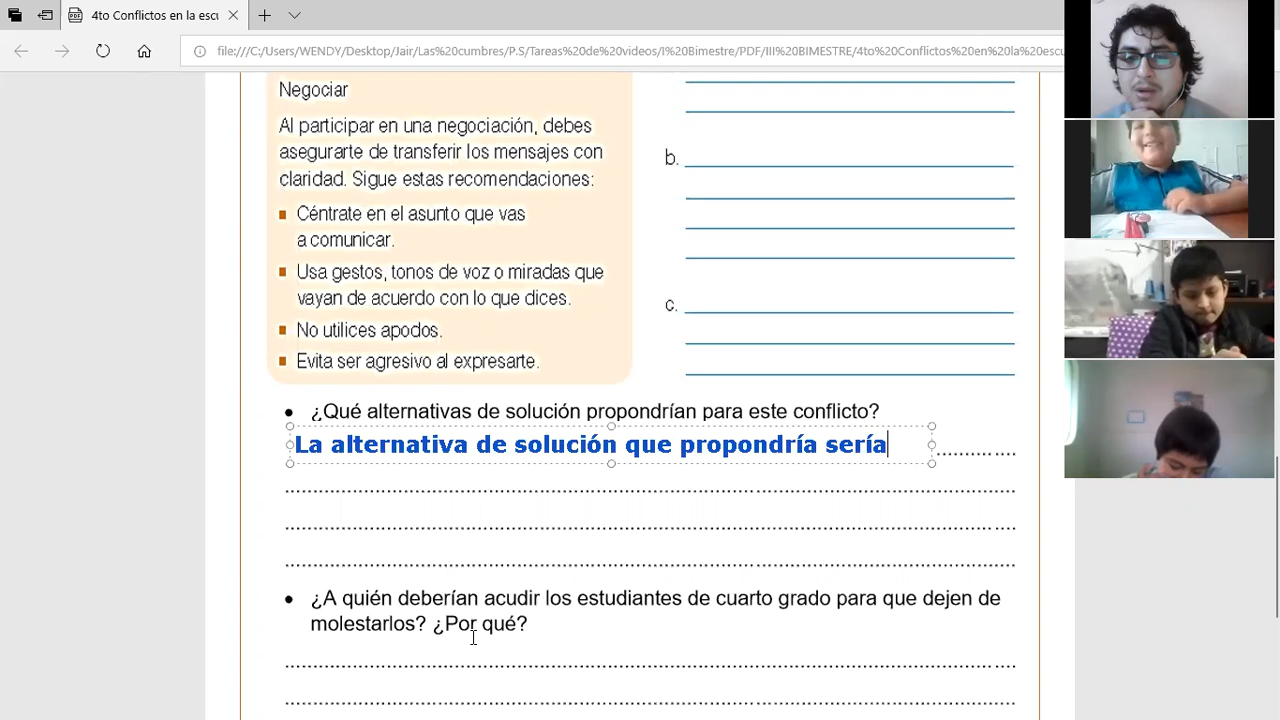 4to Conflictos en la escu
file:///C:/Users/WENDY/Desktop/Jair/Las%20cumbres/P.S/Tareas%20de%20videos/I%20Bimestre/PDF/III%20BIMESTRE/4to%20Conflictos%20en%20la%20escu
Negociar
Al participar en una negociación, debes
asegurarte de transferir los mensajes con
claridad. Sigue estas recomendaciones:
Céntrate en el asunto que vas
a comunicar.
Usa gestos, tonos de voz o miradas que
vayan de acuerdo con lo que dices.
No utilices apodos.
Evita ser agresivo al expresarte.
b.
c.
• ¿Qué alternativas de solución propondrían para este conflicto?
La alternativa de solución que propondría sería
• ¿A quién deberían acudir los estudiantes de cuarto grado para que dejen de
molestarlos? ¿Por qué?